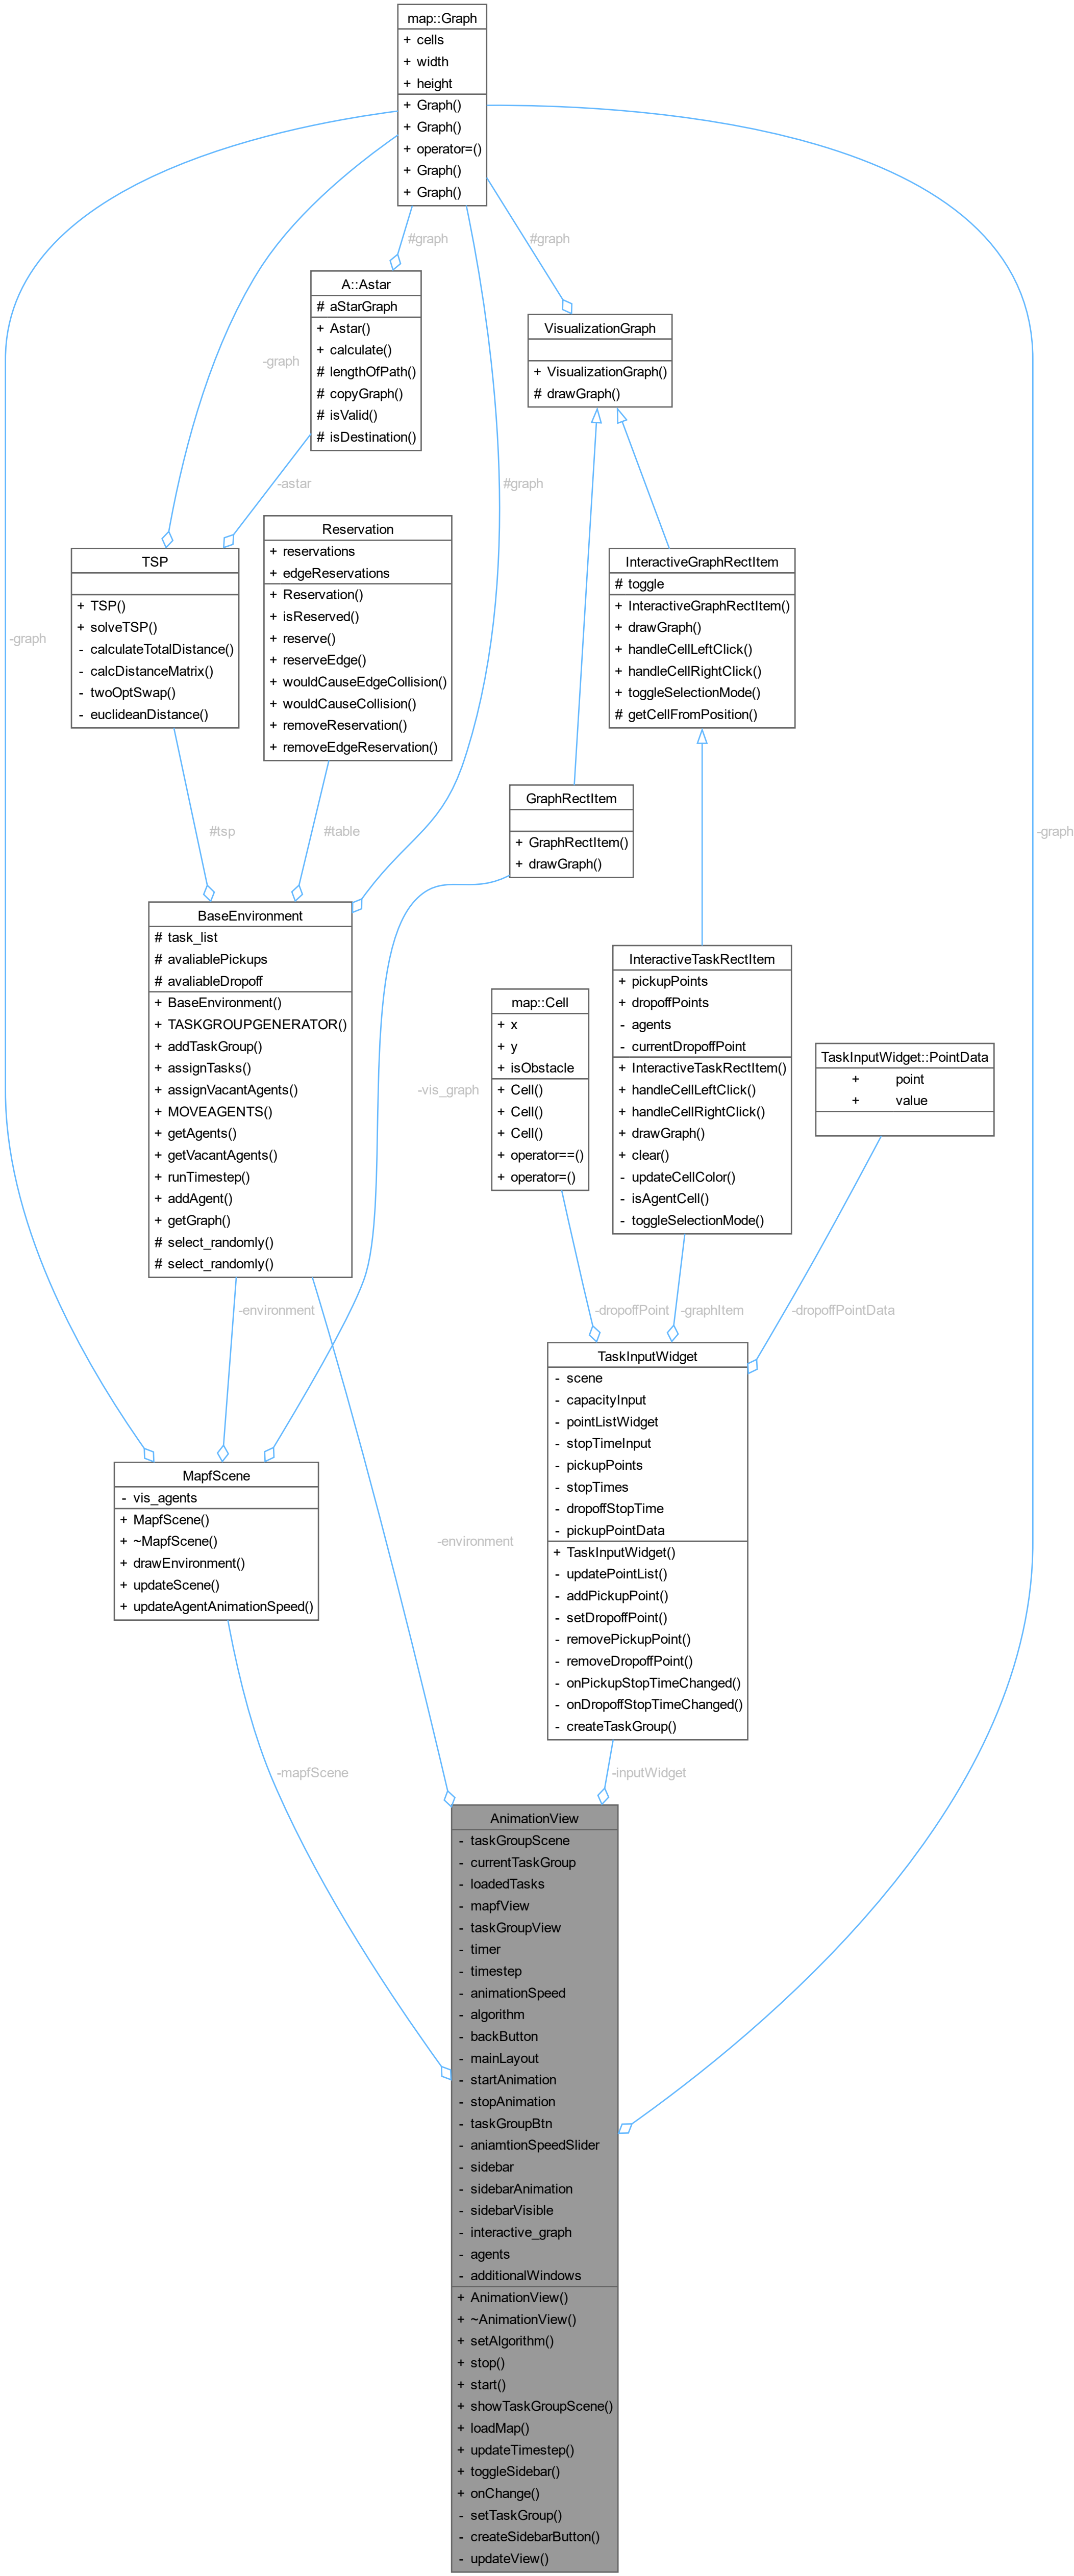 map::Graph
+ cells
+ width
+ height
+ Graph()
+ Graph()
+ operator=()
+ Graph()
+ Graph()
#graph
#graph
A::Astar
# aStarGraph
+ Astar()
+ calculate()
# lengthOfPath()
# copyGraph()
# isValid()
# isDestination()
VisualizationGraph
+ VisualizationGraph()
# drawGraph()
-graph
-astar
#graph
Reservation
+ reservations
+ edgeReservations
+ Reservation()
+ isReserved()
+ reserve()
+ reserveEdge()
+ wouldCauseEdgeCollision()
+ wouldCauseCollision()
+ removeReservation()
+ removeEdgeReservation()
TSP
+ TSP()
+ solveTSP()
- calculateTotalDistance()
- calcDistanceMatrix()
- twoOptSwap()
- euclideanDistance()
InteractiveGraphRectItem
# toggle
+ InteractiveGraphRectItem()
+ drawGraph()
+ handleCellLeftClick()
+ handleCellRightClick()
+ toggleSelectionMode()
# getCellFromPosition()
-graph
GraphRectItem
+ GraphRectItem()
+ drawGraph()
#tsp
#table
-graph
BaseEnvironment
# task_list
# avaliablePickups
# avaliableDropoff
+ BaseEnvironment()
+ TASKGROUPGENERATOR()
+ addTaskGroup()
+ assignTasks()
+ assignVacantAgents()
+ MOVEAGENTS()
+ getAgents()
+ getVacantAgents()
+ runTimestep()
+ addAgent()
+ getGraph()
# select_randomly()
# select_randomly()
InteractiveTaskRectItem
+ pickupPoints
+ dropoffPoints
- agents
- currentDropoffPoint
+ InteractiveTaskRectItem()
+ handleCellLeftClick()
+ handleCellRightClick()
+ drawGraph()
+ clear()
- updateCellColor()
- isAgentCell()
- toggleSelectionMode()
map::Cell
+ x
+ y
+ isObstacle
+ Cell()
+ Cell()
+ Cell()
+ operator==()
+ operator=()
TaskInputWidget::PointData
+ point
+ value
-vis_graph
-environment
-dropoffPoint
-graphItem
-dropoffPointData
TaskInputWidget
- scene
- capacityInput
- pointListWidget
- stopTimeInput
- pickupPoints
- stopTimes
- dropoffStopTime
- pickupPointData
+ TaskInputWidget()
- updatePointList()
- addPickupPoint()
- setDropoffPoint()
- removePickupPoint()
- removeDropoffPoint()
- onPickupStopTimeChanged()
- onDropoffStopTimeChanged()
- createTaskGroup()
MapfScene
- vis_agents
+ MapfScene()
+ ~MapfScene()
+ drawEnvironment()
+ updateScene()
+ updateAgentAnimationSpeed()
-environment
-mapfScene
-inputWidget
AnimationView
- taskGroupScene
- currentTaskGroup
- loadedTasks
- mapfView
- taskGroupView
- timer
- timestep
- animationSpeed
- algorithm
- backButton
- mainLayout
- startAnimation
- stopAnimation
- taskGroupBtn
- aniamtionSpeedSlider
- sidebar
- sidebarAnimation
- sidebarVisible
- interactive_graph
- agents
- additionalWindows
+ AnimationView()
+ ~AnimationView()
+ setAlgorithm()
+ stop()
+ start()
+ showTaskGroupScene()
+ loadMap()
+ updateTimestep()
+ toggleSidebar()
+ onChange()
- setTaskGroup()
- createSidebarButton()
- updateView()